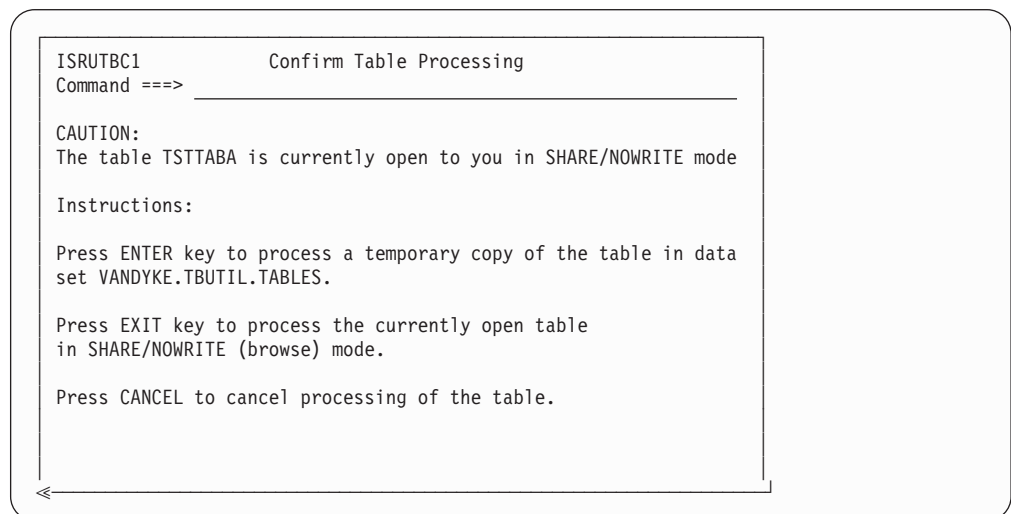 ISRUTBC1 Confirm Table Processing
Command ===>
CAUTION:
The table TSTTABA is currently open to you in SHARE/NOWRITE mode
Instructions:
Press ENTER key to process a temporary copy of the table in data
set VANDYKE.TBUTIL.TABLES.
Press EXIT key to process the currently open table
in SHARE/NOWRITE (browse) mode.
Press CANCEL to cancel processing of the table.